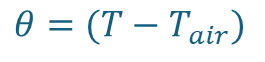 θ = (T − T_air)